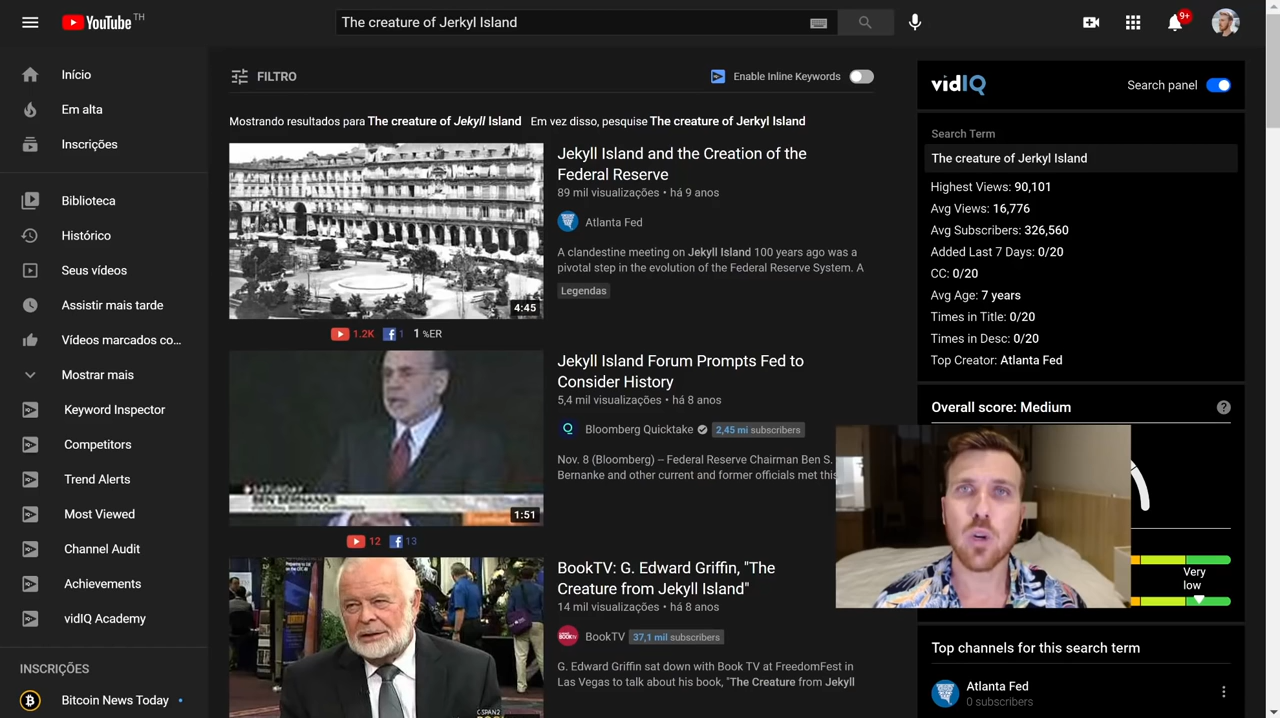 YouTube TH
The creature of Jerkyl Island
9+
Início
Em alta
Inscrições
Biblioteca
Histórico
Seus vídeos
Assistir mais tarde
Vídeos marcados co...
Mostrar mais
Keyword Inspector
Competitors
Trend Alerts
Most Viewed
Channel Audit
Achievements
vidIQ Academy
INSCRIÇÕES
Bitcoin News Today
FILTRO
Enable Inline Keywords
Mostrando resultados para The creature of Jekyll Island Em vez disso, pesquise The creature of Jerkyl Island
4:45
1.2K 1 1 %ER
Jekyll Island and the Creation of the
Federal Reserve
89 mil visualizações • há 9 anos
Atlanta Fed
A clandestine meeting on Jekyll Island 100 years ago was a
pivotal step in the evolution of the Federal Reserve System. A
Legendas
SATURDAY
BEN BERNANKE
1:51
12 13
Jekyll Island Forum Prompts Fed to
Consider History
5,4 mil visualizações • há 8 anos
Bloomberg Quicktake 2,45 mi subscribers
Nov. 8 (Bloomberg) -- Federal Reserve Chairman Ben S.
Bernanke and other current and former officials met this
C-SPAN2
BookTV: G. Edward Griffin, "The
Creature from Jekyll Island"
14 mil visualizações • há 8 anos
BookTV 37,1 mil subscribers
G. Edward Griffin sat down with Book TV at FreedomFest in
Las Vegas to talk about his book, "The Creature from Jekyll
vidIQ
Search panel
Search Term
The creature of Jerkyl Island
Highest Views: 90,101
Avg Views: 16,776
Avg Subscribers: 326,560
Added Last 7 Days: 0/20
CC: 0/20
Avg Age: 7 years
Times in Title: 0/20
Times in Desc: 0/20
Top Creator: Atlanta Fed
Overall score: Medium
?
Very
low
Top channels for this search term
Atlanta Fed
0 subscribers